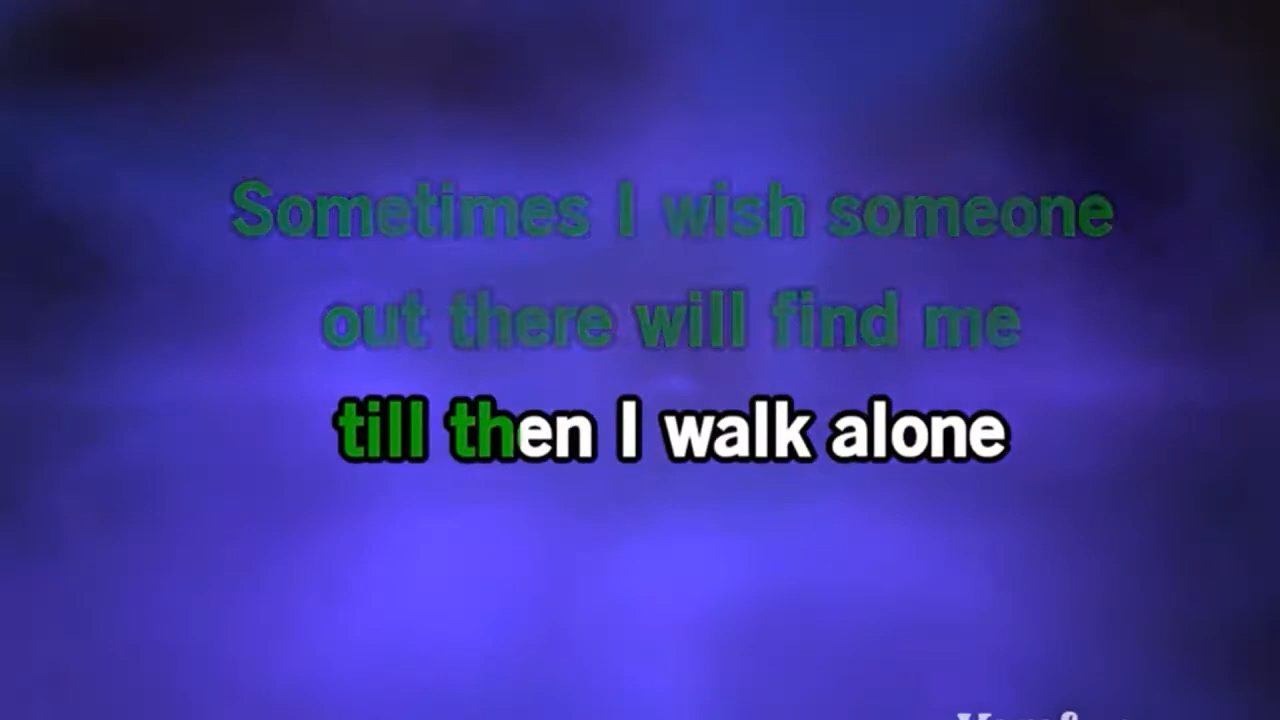 Sometimes I wish someone
out there will find me
till then I walk alone